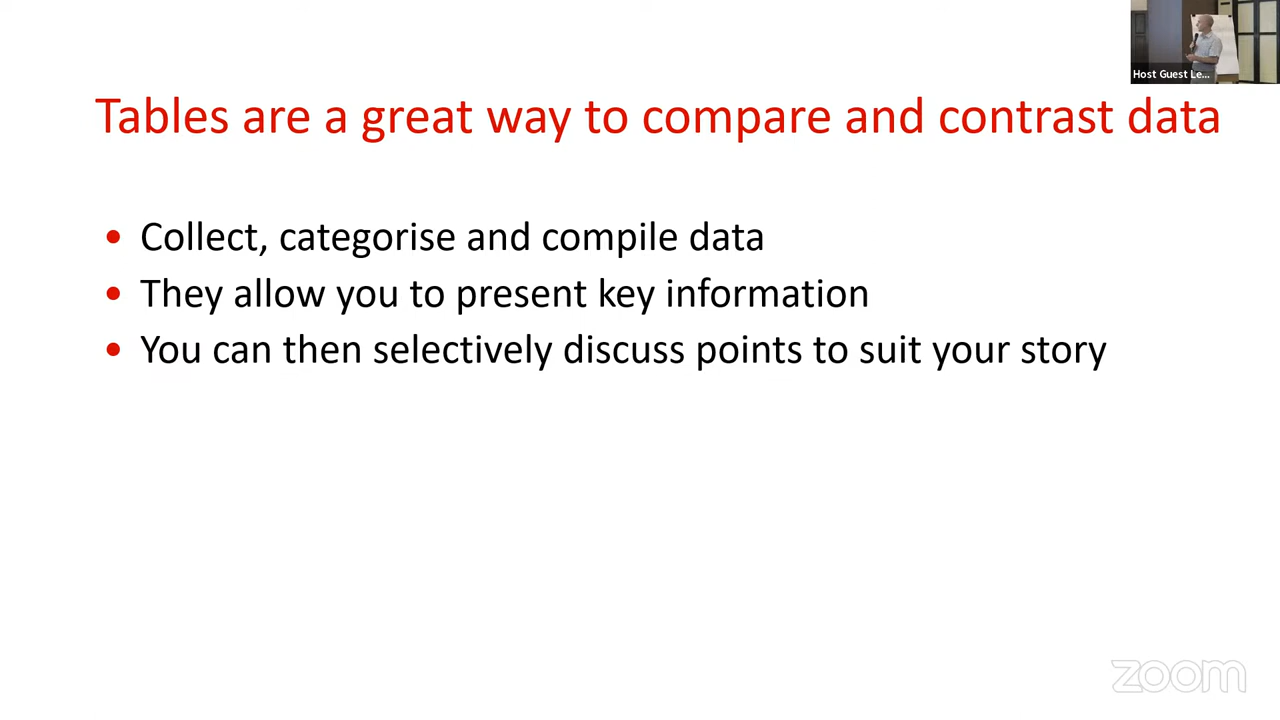 Host Guest Le...
Tables are a great way to compare and contrast data
• Collect, categorise and compile data
• They allow you to present key information
• You can then selectively discuss points to suit your story
zoom